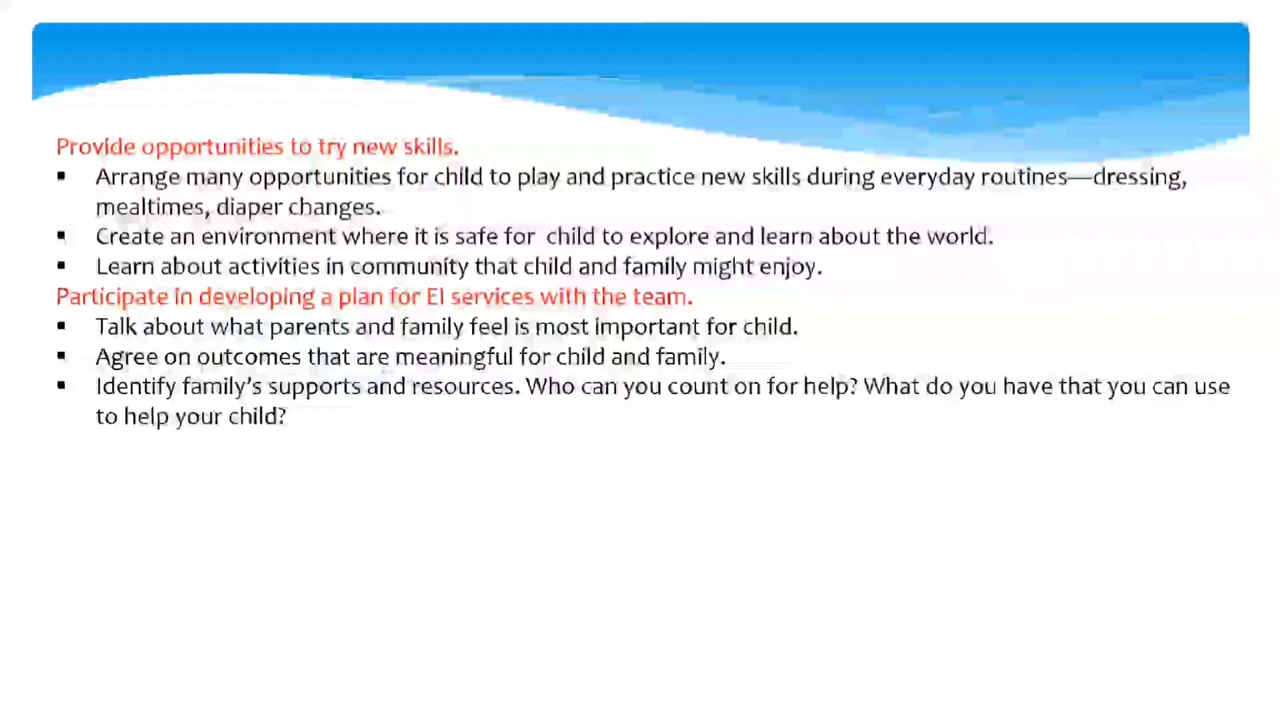 Provide opportunities to try new skills.
▪ Arrange many opportunities for child to play and practice new skills during everyday routines—dressing,
mealtimes, diaper changes.
▪ Create an environment where it is safe for child to explore and learn about the world.
▪ Learn about activities in community that child and family might enjoy.
Participate in developing a plan for EI services with the team.
▪ Talk about what parents and family feel is most important for child.
▪ Agree on outcomes that are meaningful for child and family.
▪ Identify family's supports and resources. Who can you count on for help? What do you have that you can use
to help your child?